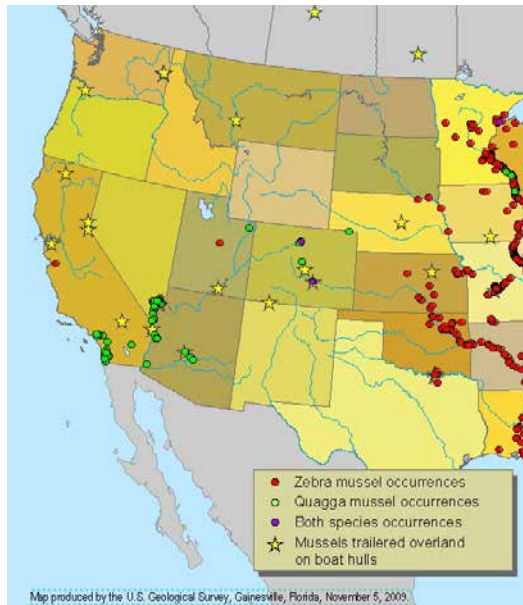 Zebra mussel occurrences
Quagga mussel occurrences
Both species occurrences
Mussels trailered overland
on boat hulls
Map produced by the U.S. Geological Survey, Gainesville, Florida, November 5, 2009.